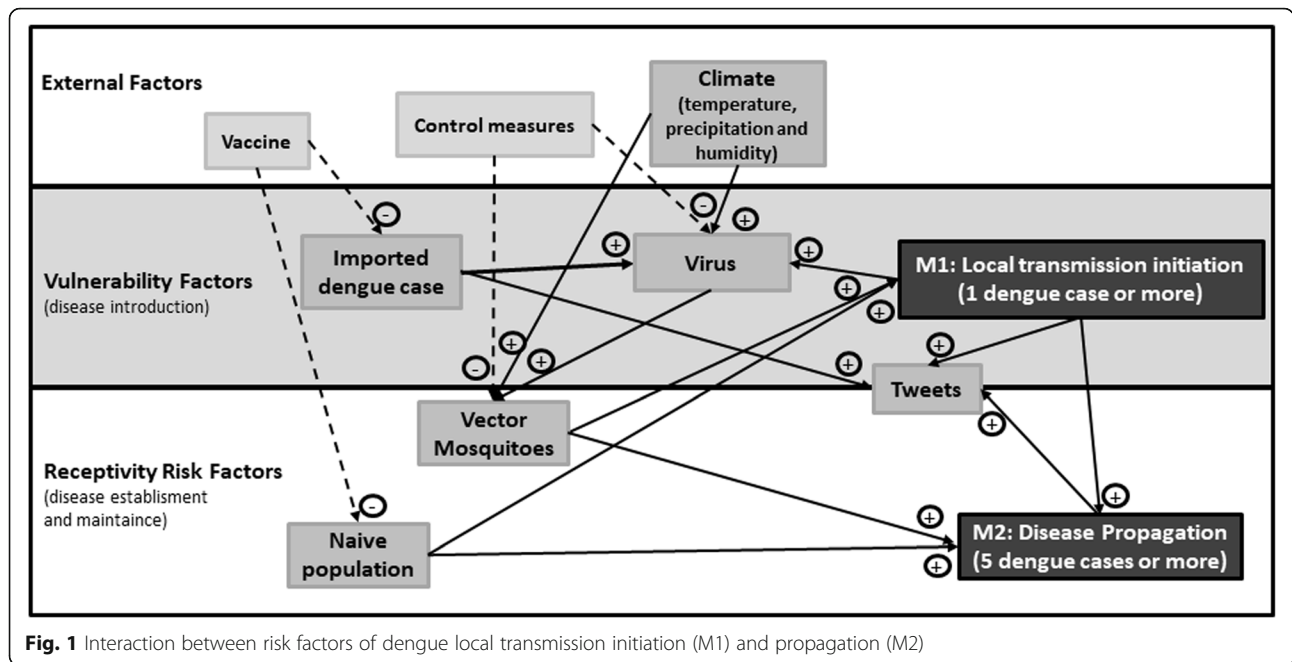 External Factors
Climate
(temperature,
precipitation and
humidity)
Control measures
Vaccine
-
-
+
Vulnerability Factors
(disease introduction)
Imported
dengue case
+
Virus
+
M1: Local transmission initiation
(1 dengue case or more)
+
+
+
+
+
-
+
Tweets
+
Vector
Mosquitoes
Receptivity Risk Factors
(disease establisment
and maintaince)
-
Naive
population
+
+
+
M2: Disease Propagation
(5 dengue cases or more)
Fig. 1 Interaction between risk factors of dengue local transmission initiation (M1) and propagation (M2)